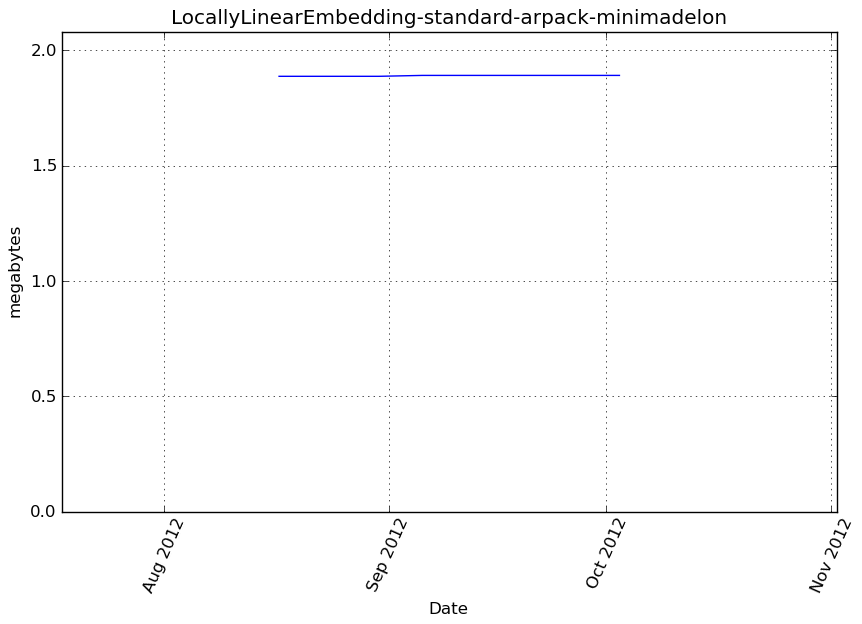 LocallyLinearEmbedding-standard-arpack-minimadelon
2.0
1.5
1.0
0.5
0.0
megabytes
Aug 2012
Sep 2012
Oct 2012
Nov 2012
Date